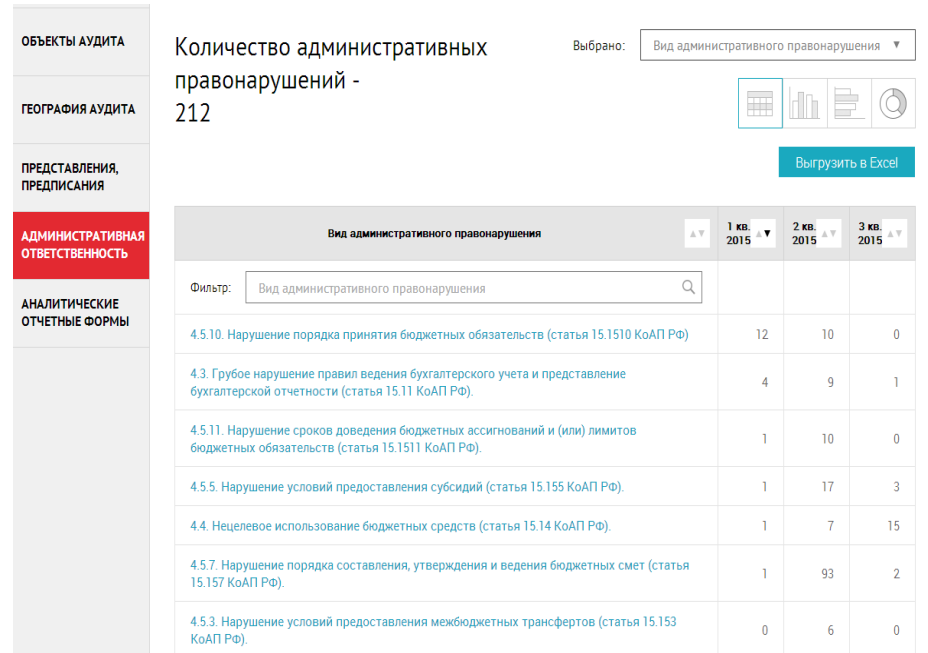 ОБЪЕКТЫ АУДИТА
ГЕОГРАФИЯ АУДИТА
ПРЕДСТАВЛЕНИЯ,
ПРЕДПИСАНИЯ
АДМИНИСТРАТИВНАЯ
ОТВЕТСТВЕННОСТЬ
АНАЛИТИЧЕСКИЕ
ОТЧЕТНЫЕ ФОРМЫ
Количество административных
правонарушений -
212
Выбрано: Вид административного правонарушения ▼
Выгрузить в Excel
Вид административного правонарушения ▲▼ 1 кв. 2015 ▲▼ 2 кв. 2015 ▲▼ 3 кв. 2015 ▲▼
Фильтр: Вид административного правонарушения
4.5.10. Нарушение порядка принятия бюджетных обязательств (статья 15.1510 КоАП РФ) 12 10 0
4.3. Грубое нарушение правил ведения бухгалтерского учета и представление
бухгалтерской отчетности (статья 15.11 КоАП РФ). 4 9 1
4.5.11. Нарушение сроков доведения бюджетных ассигнований и (или) лимитов
бюджетных обязательств (статья 15.1511 КоАП РФ). 1 10 0
4.5.5. Нарушение условий предоставления субсидий (статья 15.155 КоАП РФ). 1 17 3
4.4. Нецелевое использование бюджетных средств (статья 15.14 КоАП РФ). 1 7 15
4.5.7. Нарушение порядка составления, утверждения и ведения бюджетных смет (статья
15.157 КоАП РФ). 1 93 2
4.5.3. Нарушение условий предоставления межбюджетных трансфертов (статья 15.153
КоАП РФ). 0 6 0